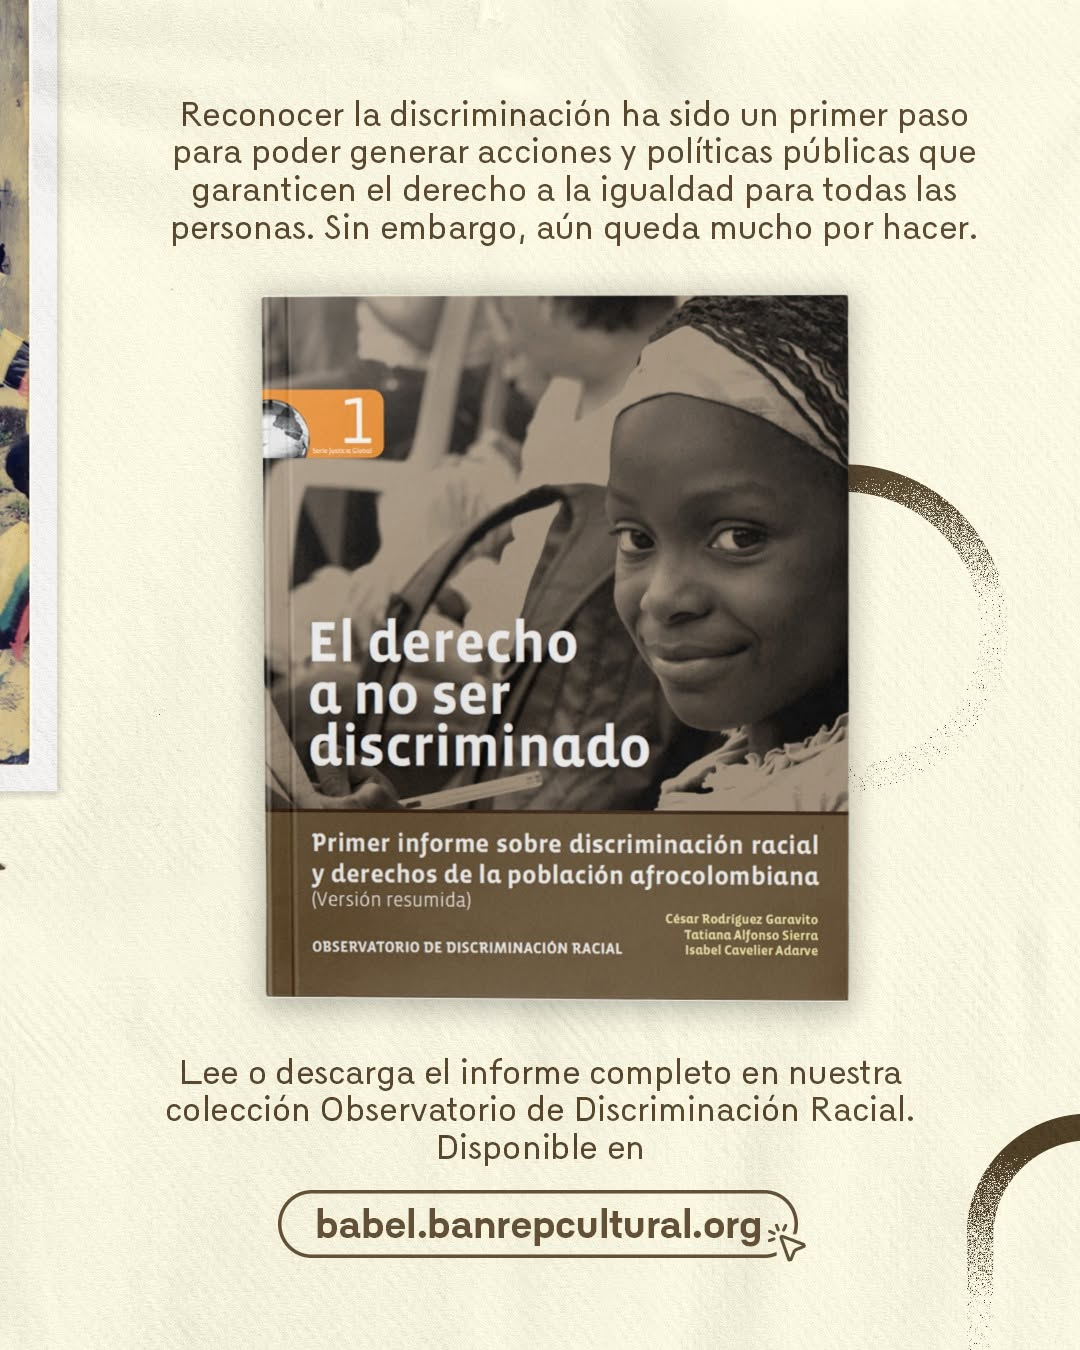 Reconocer la discriminación ha sido un primer paso
para poder generar acciones y políticas públicas que
garanticen el derecho a la igualdad para todas las
personas. Sin embargo, aún queda mucho por hacer.
1
Serie Justicia Global
El derecho
a no ser
discriminado
Primer informe sobre discriminación racial
y derechos de la población afrocolombiana
(Versión resumida)
César Rodríguez Garavito
Tatiana Alfonso Sierra
Isabel Cavelier Adarve
OBSERVATORIO DE DISCRIMINACIÓN RACIAL
Lee o descarga el informe completo en nuestra
colección Observatorio de Discriminación Racial.
Disponible en
babel.banrepcultural.org